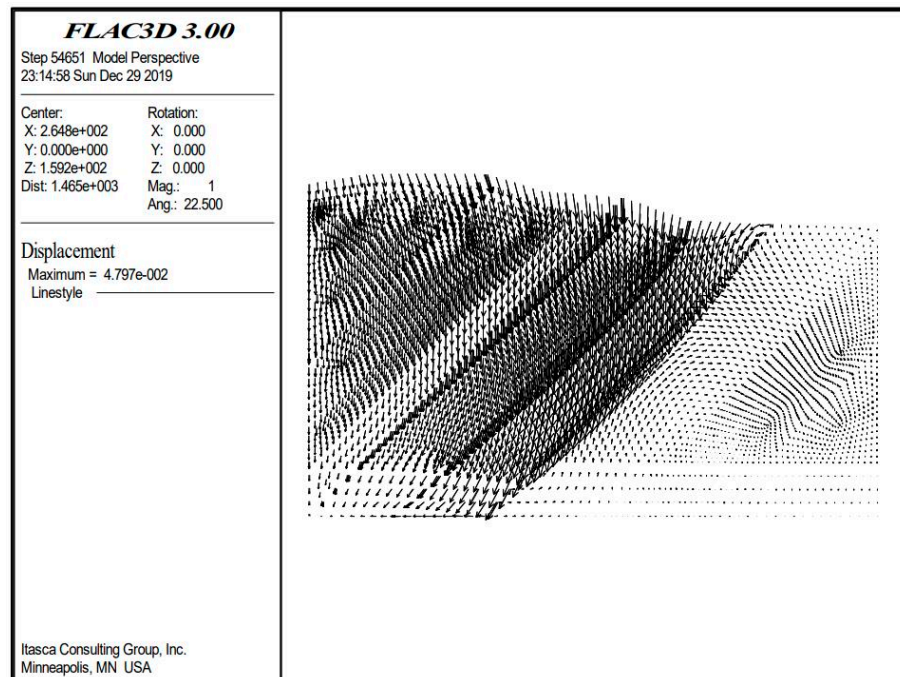 FLAC3D 3.00
Step 54651 Model Perspective
23:14:58 Sun Dec 29 2019
Center: Rotation:
X: 2.648e+002 X: 0.000
Y: 0.000e+000 Y: 0.000
Z: 1.592e+002 Z: 0.000
Dist: 1.465e+003 Mag.: 1
Ang.: 22.500
Displacement
Maximum = 4.797e-002
Linestyle
Itasca Consulting Group, Inc.
Minneapolis, MN USA